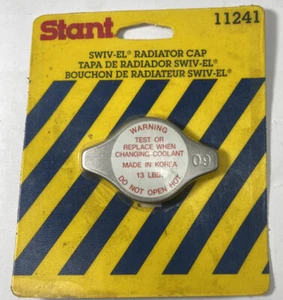 Stant 11241
SWIV-EL® RADIATOR CAP
TAPA DE RADIADOR SWIV-EL®
BOUCHON DE RADIATEUR SWIV-EL®
WARNING
TEST OR
REPLACE WHEN
CHANGING COOLANT
MADE IN KOREA
13 LBS.
DO NOT OPEN HOT
09